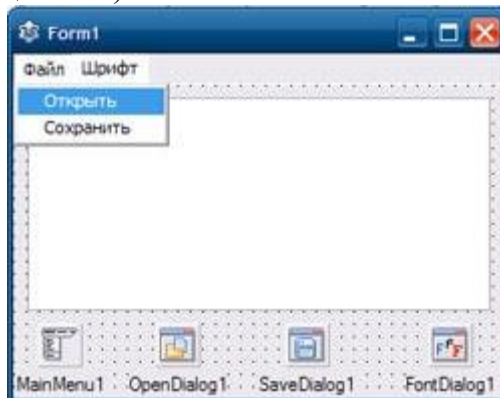 Form1
Файл Шрифт
Открыть
Сохранить
MainMenu1 OpenDialog1 SaveDialog1 FontDialog1